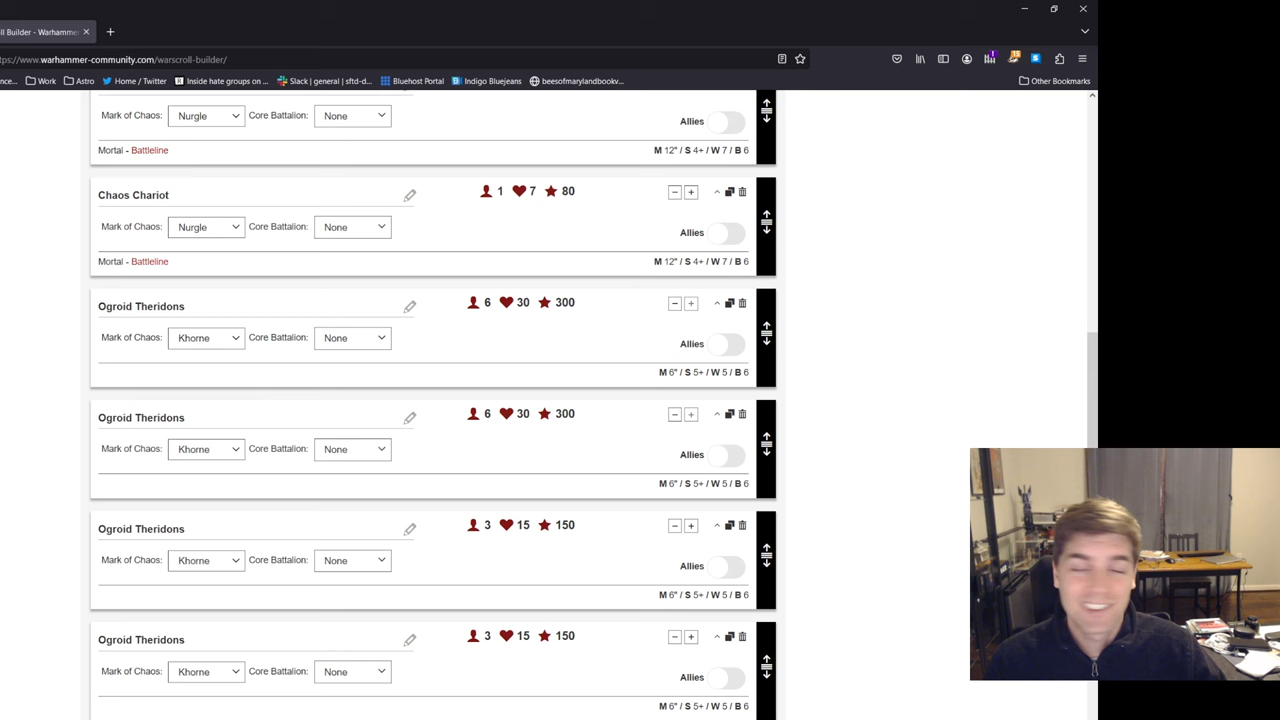 ll Builder - Warhamme
ps://www.warhammer-community.com/warscroll-builder/
nce... Work Astro Home / Twitter Inside hate groups on ... Slack | general | sftd-d... Bluehost Portal Indigo Bluejeans beesofmarylandbookv... Other Bookmarks
Mark of Chaos: Nurgle Core Battalion: None Allies
Mortal - Battleline M 12" / S 4+ / W 7 / B 6
Chaos Chariot 1 7 80
Mark of Chaos: Nurgle Core Battalion: None Allies
Mortal - Battleline M 12" / S 4+ / W 7 / B 6
Ogroid Theridons 6 30 300
Mark of Chaos: Khorne Core Battalion: None Allies
M 6" / S 5+ / W 5 / B 6
Ogroid Theridons 6 30 300
Mark of Chaos: Khorne Core Battalion: None Allies
M 6" / S 5+ / W 5 / B 6
Ogroid Theridons 3 15 150
Mark of Chaos: Khorne Core Battalion: None Allies
M 6" / S 5+ / W 5 / B 6
Ogroid Theridons 3 15 150
Mark of Chaos: Khorne Core Battalion: None Allies
M 6" / S 5+ / W 5 / B 6